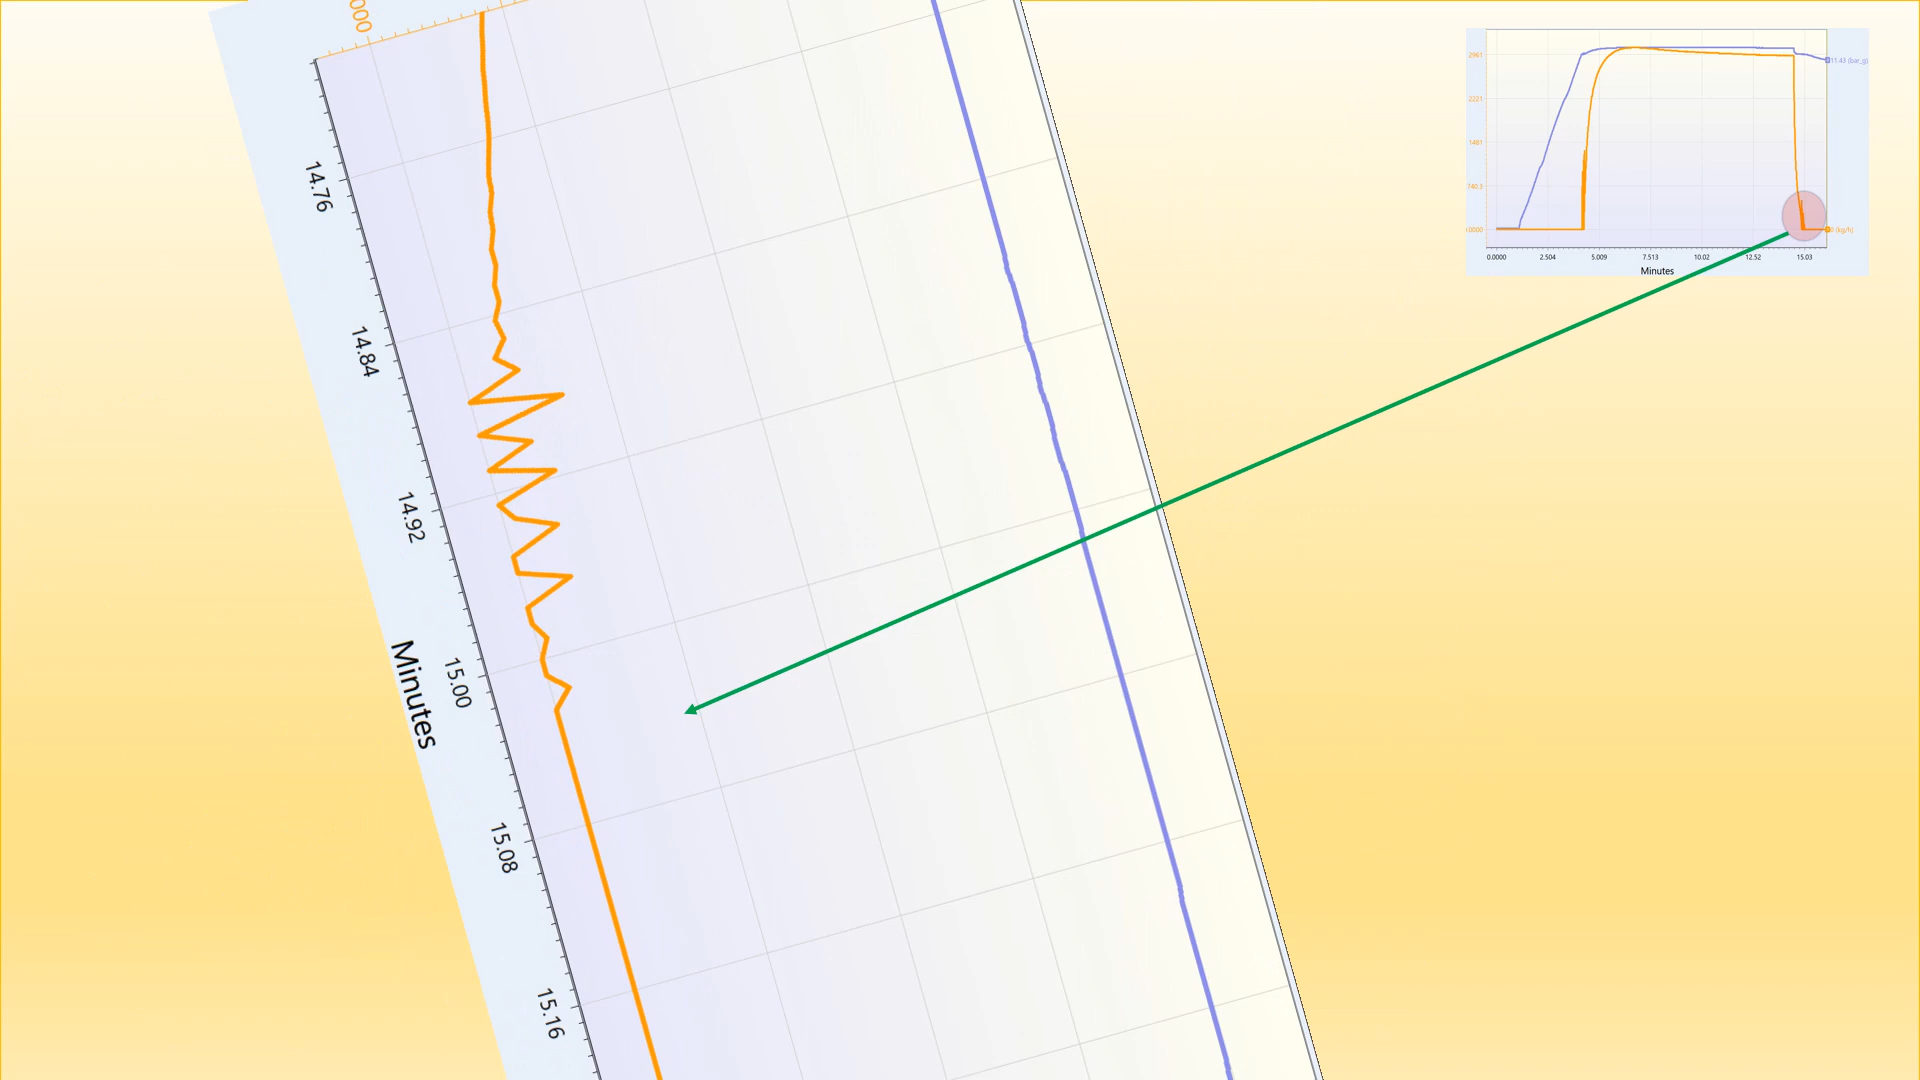 000
14.76
14.84
14.92
15.00
15.08
15.16
Minutes
2961
2221
1481
740.3
0.0000
11.43 (bar_g)
(kg/h)
0.0000 2.504 5.009 7.513 10.02 12.52 15.03
Minutes